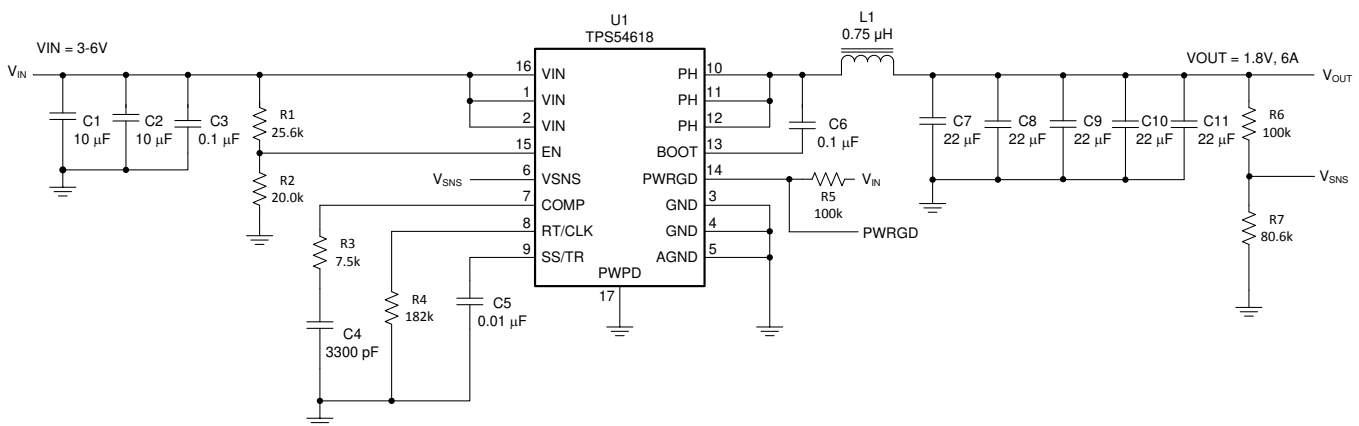 U1
TPS54618
L1
0.75 μH
VIN = 3-6V
VOUT = 1.8V, 6A
VIN
VOUT
16
VIN
1
VIN
2
VIN
15
EN
6
VSNS
7
COMP
8
RT/CLK
9
SS/TR
PH
10
PH
11
PH
12
BOOT
13
PWRGD
14
GND
3
GND
4
AGND
5
PWPD
17
C1
10 μF
C2
10 μF
C3
0.1 μF
R1
25.6k
R2
20.0k
VSNS
R3
7.5k
C4
3300 pF
R4
182k
C5
0.01 μF
C6
0.1 μF
R5
100k
VIN
PWRGD
C7
22 μF
C8
22 μF
C9
22 μF
C10
22 μF
C11
22 μF
R6
100k
VSNS
R7
80.6k